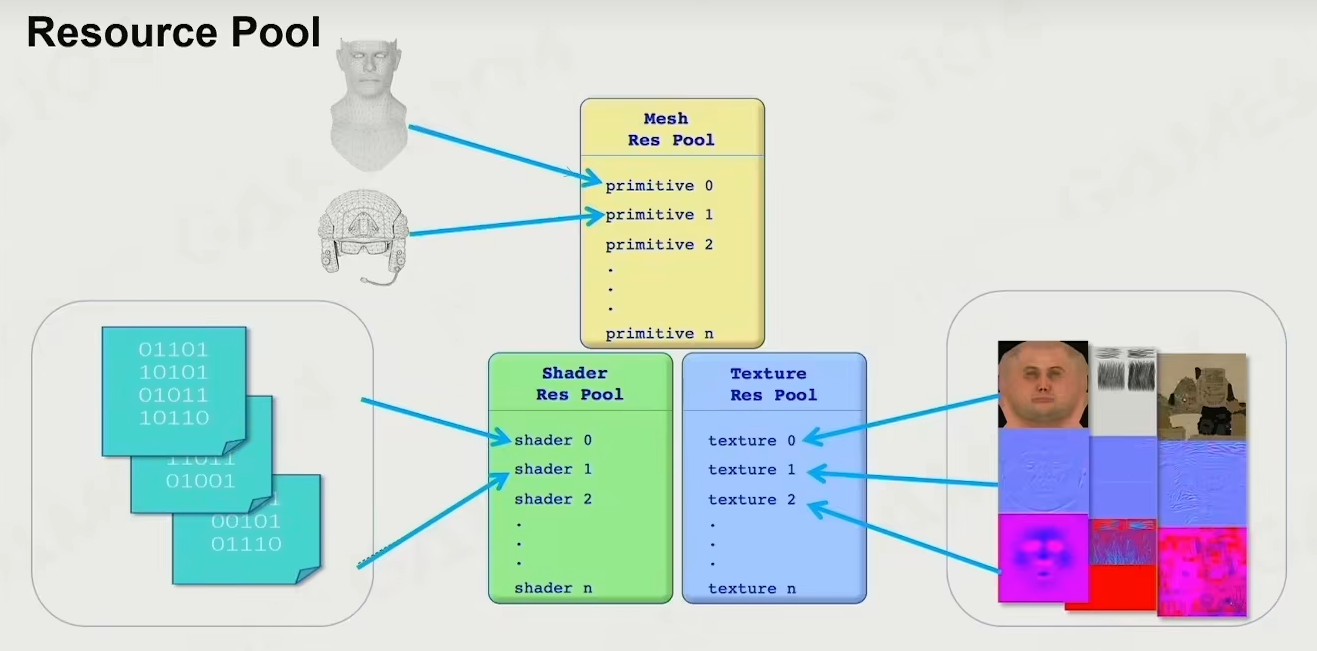 Resource Pool
Mesh
Res Pool
primitive 0
primitive 1
primitive 2
.
.
.
primitive n
01101
10101
01011
10110
01001
00101
01110
Shader
Res Pool
shader 0
shader 1
shader 2
.
.
.
shader n
Texture
Res Pool
texture 0
texture 1
texture 2
.
.
.
texture n